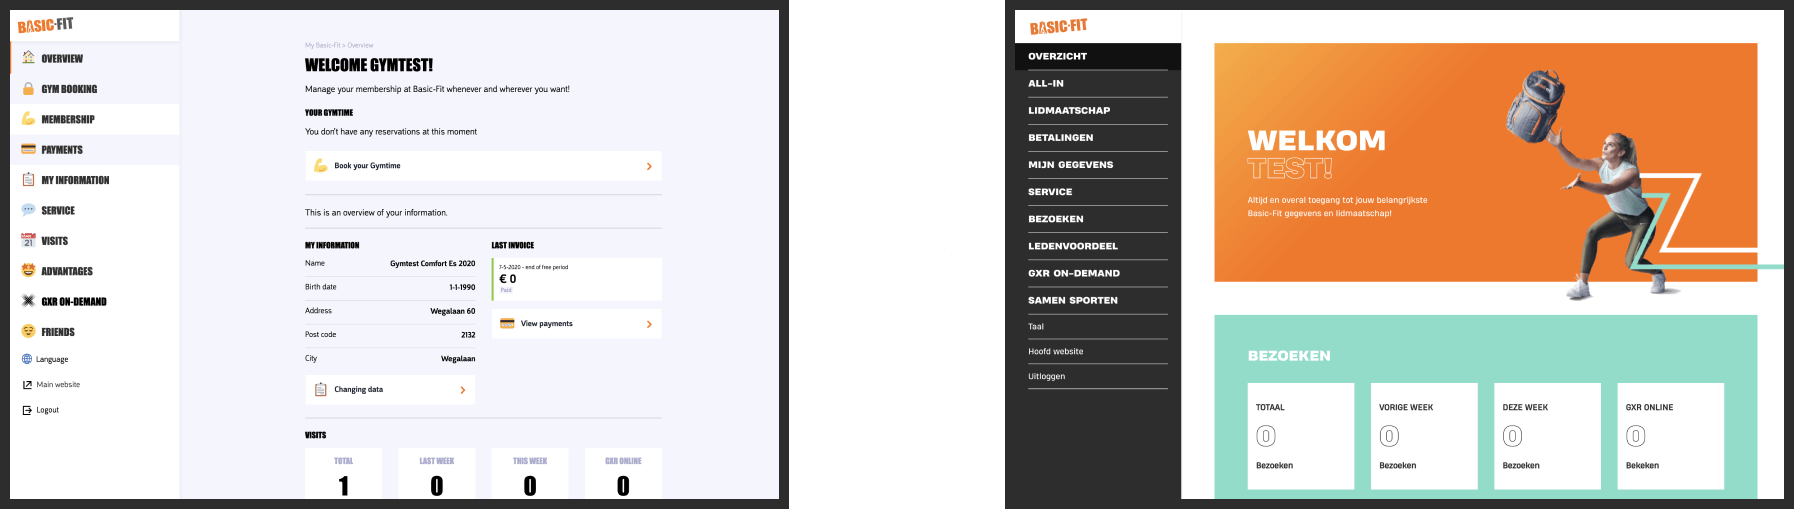 BASIC-FIT
OVERVIEW
GYM BOOKING
MEMBERSHIP
PAYMENTS
MY INFORMATION
SERVICE
21
VISITS
ADVANTAGES
GXR ON-DEMAND
FRIENDS
Language
Main website
Logout
My Basic-Fit > Overview
WELCOME GYMTEST!
Manage your membership at Basic-Fit whenever and wherever you want!
YOUR GYMTIME
You don't have any reservations at this moment
Book your Gymtime
This is an overview of your information.
MY INFORMATION
Name Gymtest Comfort Es 2020
Birth date 1-1-1990
Address Wegalaan 60
Post code 2132
City Wegalaan
Changing data
LAST INVOICE
7-5-2020 - end of free period
€ 0
Paid
View payments
VISITS
TOTAL
1
LAST WEEK
0
THIS WEEK
0
GXR ONLINE
0
BASIC-FIT
OVERZICHT
ALL-IN
LIDMAATSCHAP
BETALINGEN
MIJN GEGEVENS
SERVICE
BEZOEKEN
LEDENVOORDEEL
GXR ON-DEMAND
SAMEN SPORTEN
Taal
Hoofd website
Uitloggen
WELKOM
TEST!
Altijd en overal toegang tot jouw belangrijkste
Basic-Fit gegevens en lidmaatschap!
BEZOEKEN
TOTAAL
0
Bezoeken
VORIGE WEEK
0
Bezoeken
DEZE WEEK
0
Bezoeken
GXR ONLINE
0
Bekeken